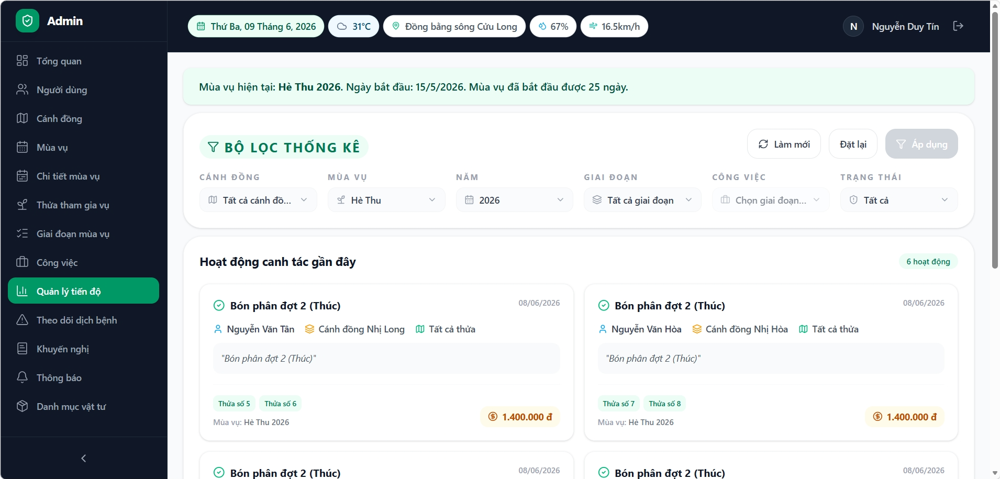 Admin
Tổng quan
Người dùng
Cánh đồng
Mùa vụ
Chi tiết mùa vụ
Thửa tham gia vụ
Giai đoạn mùa vụ
Công việc
Quản lý tiến độ
Theo dõi dịch bệnh
Khuyến nghị
Thông báo
Danh mục vật tư
Thứ Ba, 09 Tháng 6, 2026
31°C
Đồng bằng sông Cửu Long
67%
16.5km/h
N
Nguyễn Duy Tín
Mùa vụ hiện tại: Hè Thu 2026. Ngày bắt đầu: 15/5/2026. Mùa vụ đã bắt đầu được 25 ngày.
BỘ LỌC THỐNG KÊ
Làm mới
Đặt lại
Áp dụng
CÁNH ĐỒNG
MÙA VỤ
NĂM
GIAI ĐOẠN
CÔNG VIỆC
TRẠNG THÁI
Tất cả cánh đồ...
Hè Thu
2026
Tất cả giai đoạn
Chọn giai đoạn...
Tất cả
Hoạt động canh tác gần đây
6 hoạt động
Bón phân đợt 2 (Thúc)
08/06/2026
Nguyễn Văn Tân
Cánh đồng Nhị Long
Tất cả thửa
"Bón phân đợt 2 (Thúc)"
Thửa số 5
Thửa số 6
Mùa vụ: Hè Thu 2026
1.400.000 đ
Bón phân đợt 2 (Thúc)
08/06/2026
Nguyễn Văn Hòa
Cánh đồng Nhị Hòa
Tất cả thửa
"Bón phân đợt 2 (Thúc)"
Thửa số 7
Thửa số 8
Mùa vụ: Hè Thu 2026
1.400.000 đ
Bón phân đợt 2 (Thúc)
08/06/2026
Bón phân đợt 2 (Thúc)
08/06/2026